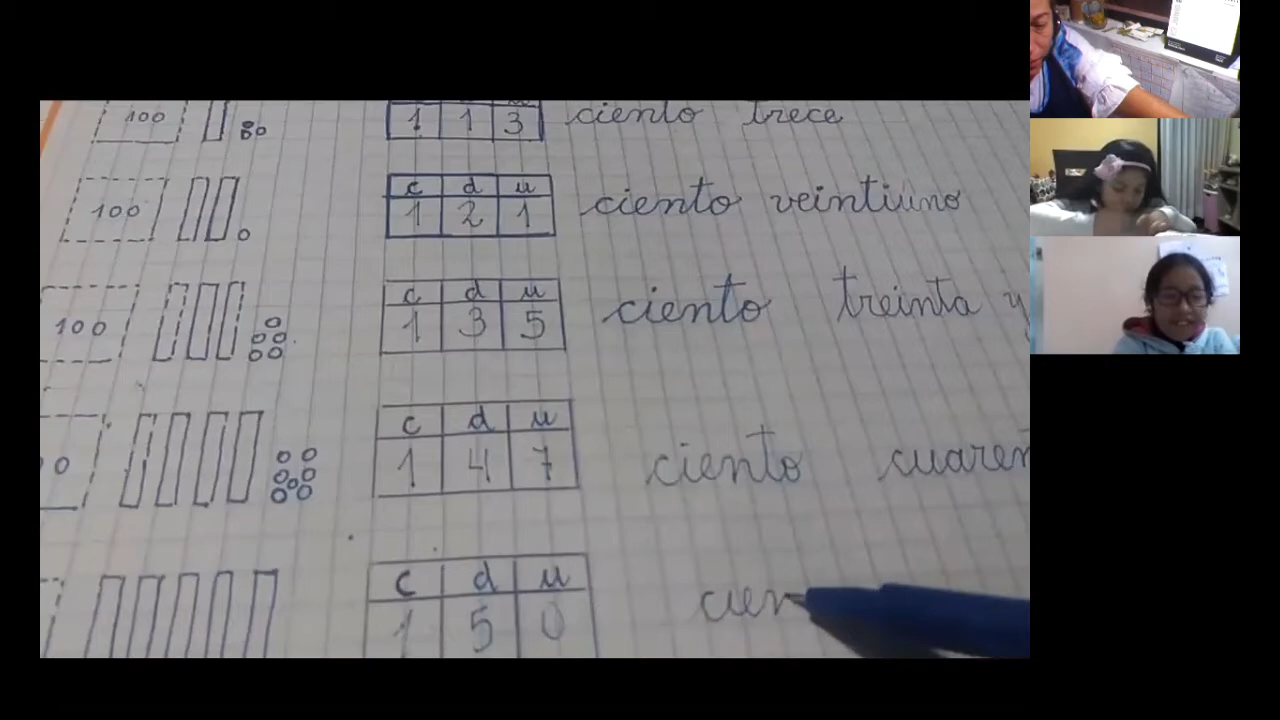 100 1 1 3 ciento trece
c d u
100 1 2 1 ciento veintiuno
c d u
100 1 3 5 ciento treinta y
c d u
1 4 7 ciento
c d u
1 5 0 cien